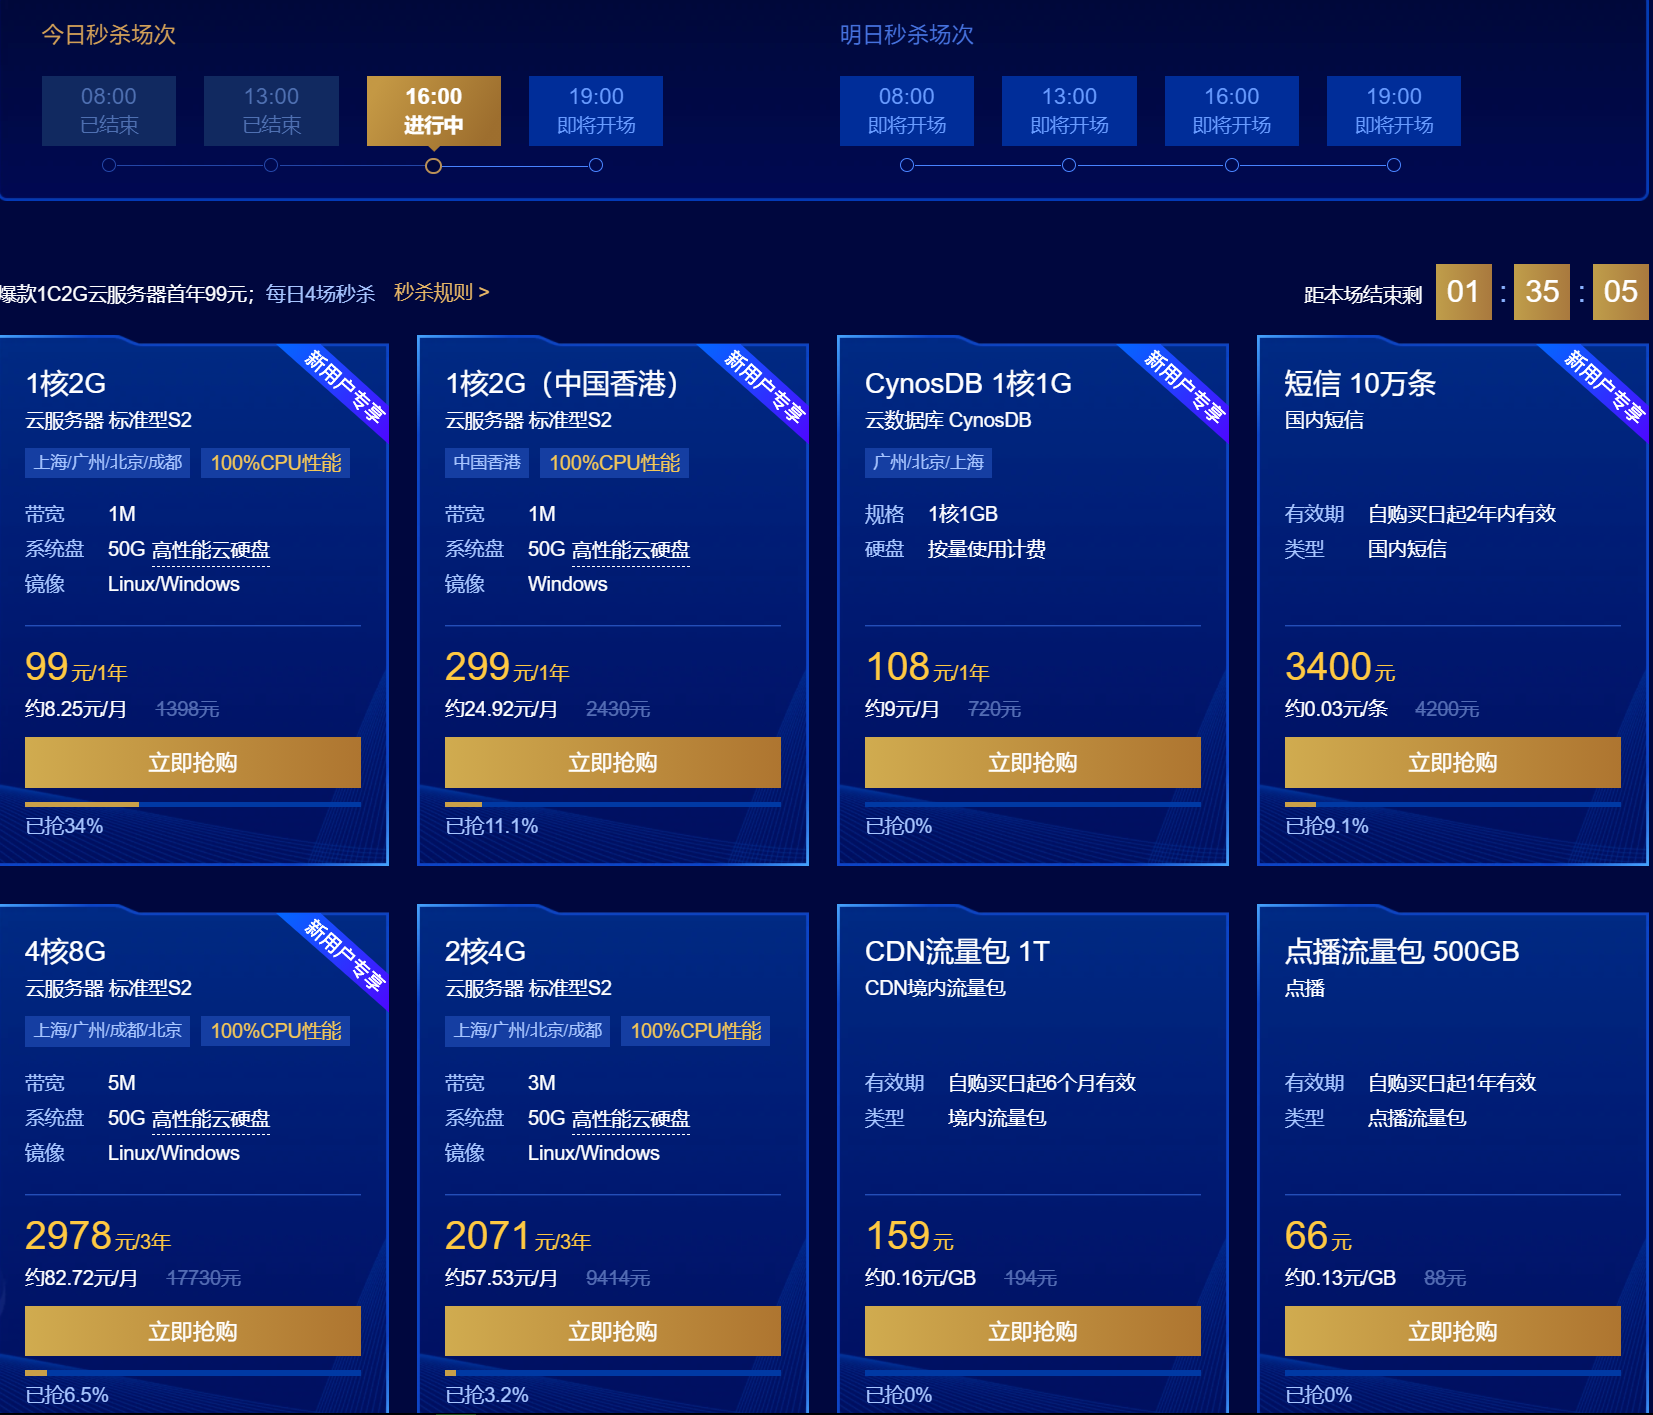 今日秒杀场次
明日秒杀场次
08:00
已结束
13:00
已结束
16:00
进行中
19:00
即将开场
08:00
即将开场
13:00
即将开场
16:00
即将开场
19:00
即将开场
爆款1C2G云服务器首年99元；每日4场秒杀 秒杀规则 >
距本场结束剩 01 : 35 : 05
新用户专享
1核2G
云服务器 标准型S2
上海/广州/北京/成都 100%CPU性能
带宽 1M
系统盘 50G 高性能云硬盘
镜像 Linux/Windows
99元/1年
约8.25元/月 1398元
立即抢购
已抢34%
新用户专享
1核2G（中国香港）
云服务器 标准型S2
中国香港 100%CPU性能
带宽 1M
系统盘 50G 高性能云硬盘
镜像 Windows
299元/1年
约24.92元/月 2430元
立即抢购
已抢11.1%
新用户专享
CynosDB 1核1G
云数据库 CynosDB
广州/北京/上海
规格 1核1GB
硬盘 按量使用计费
108元/1年
约9元/月 720元
立即抢购
已抢0%
新用户专享
短信 10万条
国内短信
有效期 自购买日起2年内有效
类型 国内短信
3400元
约0.03元/条 4200元
立即抢购
已抢9.1%
新用户专享
4核8G
云服务器 标准型S2
上海/广州/成都/北京 100%CPU性能
带宽 5M
系统盘 50G 高性能云硬盘
镜像 Linux/Windows
2978元/3年
约82.72元/月 17730元
立即抢购
已抢6.5%
2核4G
云服务器 标准型S2
上海/广州/北京/成都 100%CPU性能
带宽 3M
系统盘 50G 高性能云硬盘
镜像 Linux/Windows
2071元/3年
约57.53元/月 9414元
立即抢购
已抢3.2%
CDN流量包 1T
CDN境内流量包
有效期 自购买日起6个月有效
类型 境内流量包
159元
约0.16元/GB 194元
立即抢购
已抢0%
点播流量包 500GB
点播
有效期 自购买日起1年有效
类型 点播流量包
66元
约0.13元/GB 88元
立即抢购
已抢0%